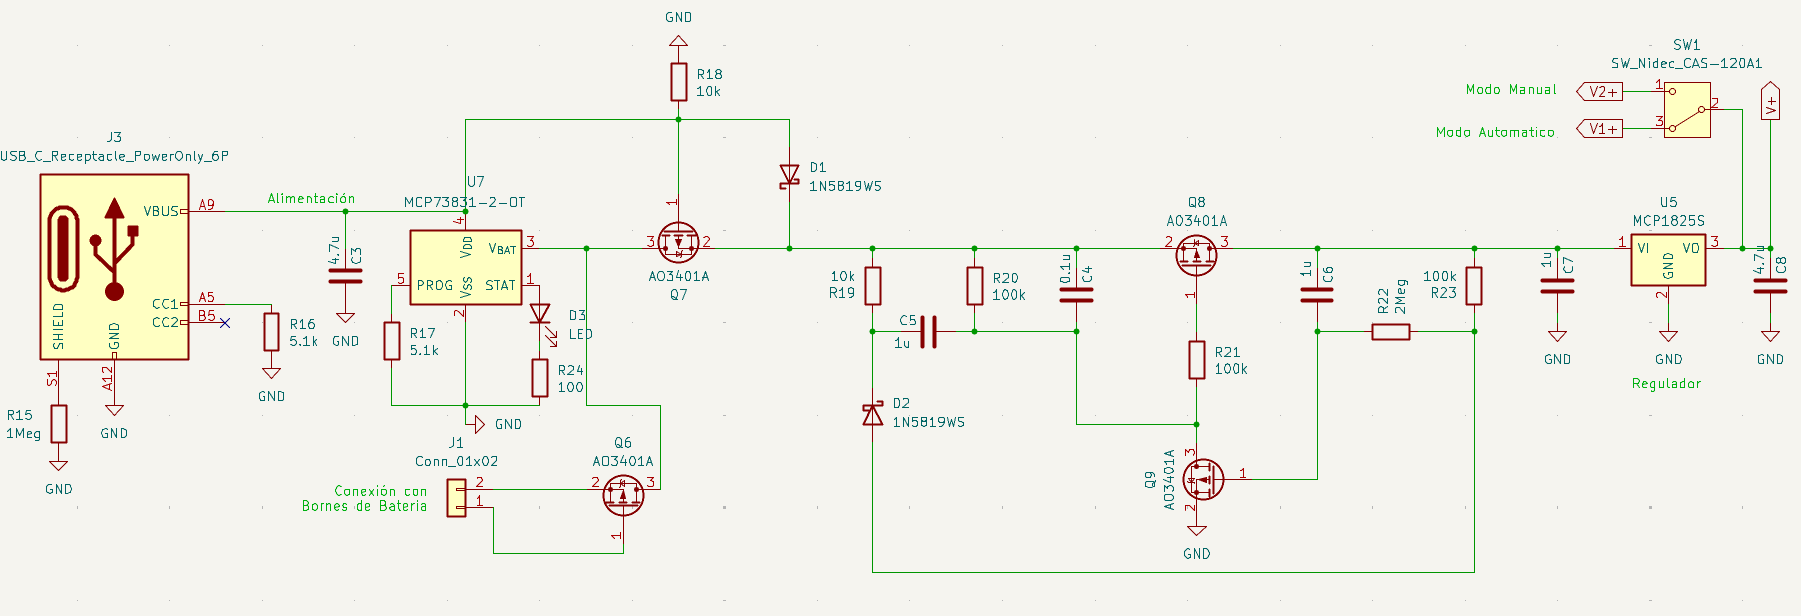 J3
USB_C_Receptacle_PowerOnly_6P
VBUS
A9
CC1
A5
CC2
B5
SHIELD
GND
S1
A12
R15
1Meg
GND
GND
R16
5.1k
GND
Alimentación
4.7u
C3
GND
U7
MCP73831-2-OT
4
VDD
VBAT
3
5
PROG
VSS
STAT
1
2
R17
5.1k
D3
LED
R24
100
GND
J1
Conn_01x02
Conexión con
Bornes de Bateria
2
1
Q6
AO3401A
2
3
1
GND
R18
10k
1
3
2
AO3401A
Q7
D1
1N5819WS
10k
R19
R20
100k
0.1u
C4
C5
1u
D2
1N5819WS
Q8
AO3401A
2
3
1
R21
100k
Q9
AO3401A
3
1
2
GND
1u
C6
R22
2Meg
100k
R23
1u
C7
GND
U5
MCP1825S
1
VI
VO
3
GND
2
GND
Regulador
4.7u
C8
GND
SW1
SW_Nidec_CAS-120A1
Modo Manual
V2+
1
2
Modo Automatico
V1+
3
V+